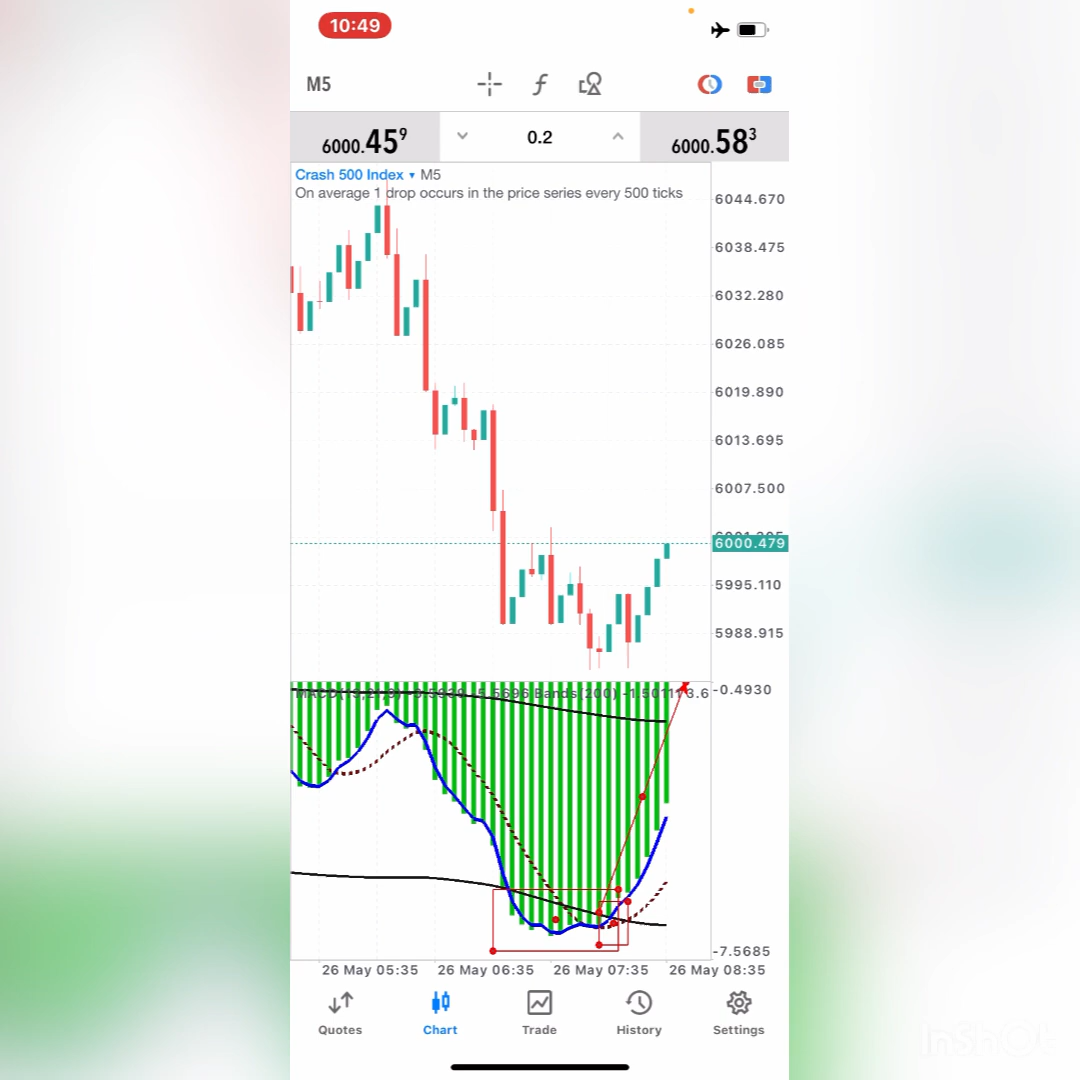 10:49
M5
6000.45⁹
0.2
6000.58³
Crash 500 Index ▾ M5
On average 1 drop occurs in the price series every 500 ticks
6044.670
6038.475
6032.280
6026.085
6019.890
6013.695
6007.500
6000.479
5995.110
5988.915
-0.4930
-7.5685
26 May 05:35
26 May 06:35
26 May 07:35
26 May 08:35
Quotes
Chart
Trade
History
Settings
InShot